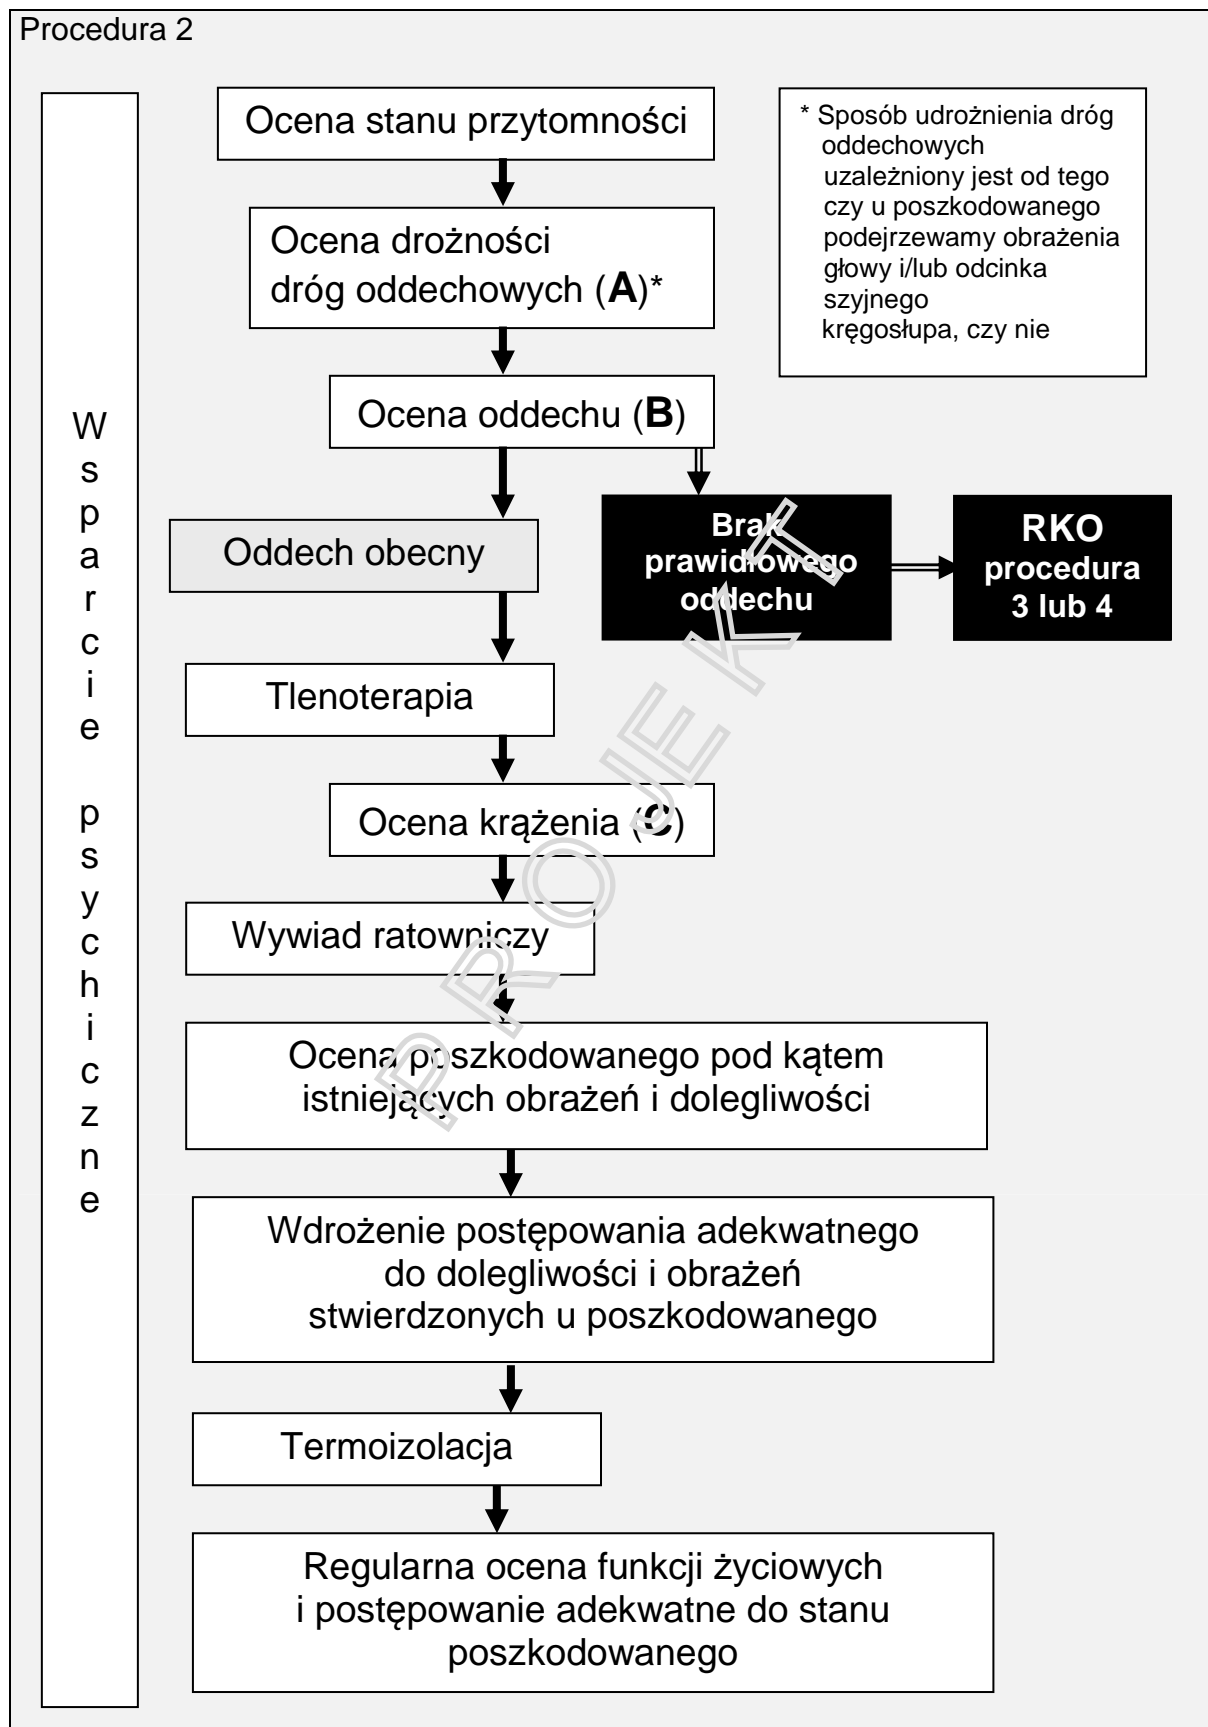 Procedura 2
Ocena stanu przytomności
* Sposób udrożnienia dróg
oddechowych
uzależniony jest od tego
czy u poszkodowanego
podejrzewamy obrażenia
głowy i/lub odcinka
szyjnego
kręgosłupa, czy nie
Ocena drożności
dróg oddechowych (A)*
Ocena oddechu (B)
Oddech obecny
Brak
prawidłowego
oddechu
RKO
procedura
3 lub 4
Tlenoterapia
Ocena krążenia (C)
Wywiad ratowniczy
Ocena poszkodowanego pod kątem
istniejących obrażeń i dolegliwości
Wdrożenie postępowania adekwatnego
do dolegliwości i obrażeń
stwierdzonych u poszkodowanego
Termoizolacja
Regularna ocena funkcji życiowych
i postępowanie adekwatne do stanu
poszkodowanego
Wsparcie psychiczne
PROJEKT